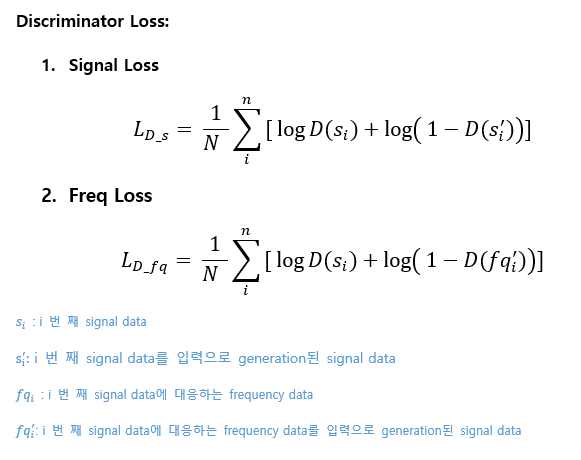 Discriminator Loss:
1. Signal Loss
L_{D_s} = \frac{1}{N} \sum_{i}^{n} [ log D(s_i) + log( 1 − D(s_i′))]
2. Freq Loss
L_{D_fq} = \frac{1}{N} \sum_{i}^{n} [ log D(s_i) + log( 1 − D(fq_i′))]
s_i : i 번 째 signal data
s_i′: i 번 째 signal data를 입력으로 generation된 signal data
fq_i : i 번 째 signal data에 대응하는 frequency data
fq_i′: i 번 째 signal data에 대응하는 frequency data를 입력으로 generation된 signal data